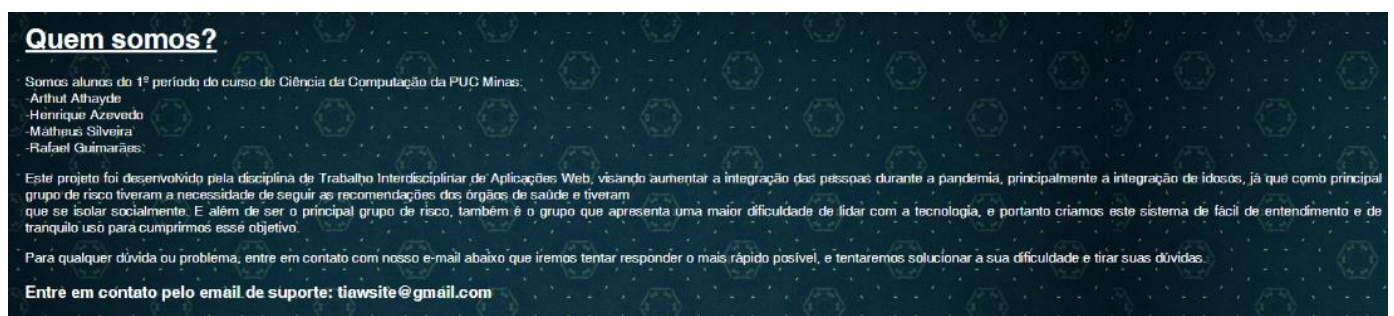 Quem somos?
Somos alunos do 1º período do curso de Ciência da Computação da PUC Minas:
-Arthut Athayde
-Henrique Azevedo
-Matheus Silveira
-Rafael Guimarães.
Este projeto foi desenvolvido pela disciplina de Trabalho Interdisciplinar de Aplicações Web, visando aumentar a integração das pessoas durante a pandemia, principalmente a integração de idosos, já que como principal
grupo de risco tiveram a necessidade de seguir as recomendações dos órgãos de saúde e tiveram
que se isolar socialmente. E além de ser o principal grupo de risco, também é o grupo que apresenta uma maior dificuldade de lidar com a tecnologia, e portanto criamos este sistema de fácil de entendimento e de
tranquilo uso para cumprirmos esse objetivo.
Para qualquer dúvida ou problema, entre em contato com nosso e-mail abaixo que iremos tentar responder o mais rápido posível, e tentaremos solucionar a sua dificuldade e tirar suas dúvidas.
Entre em contato pelo email de suporte: tiawsite@gmail.com